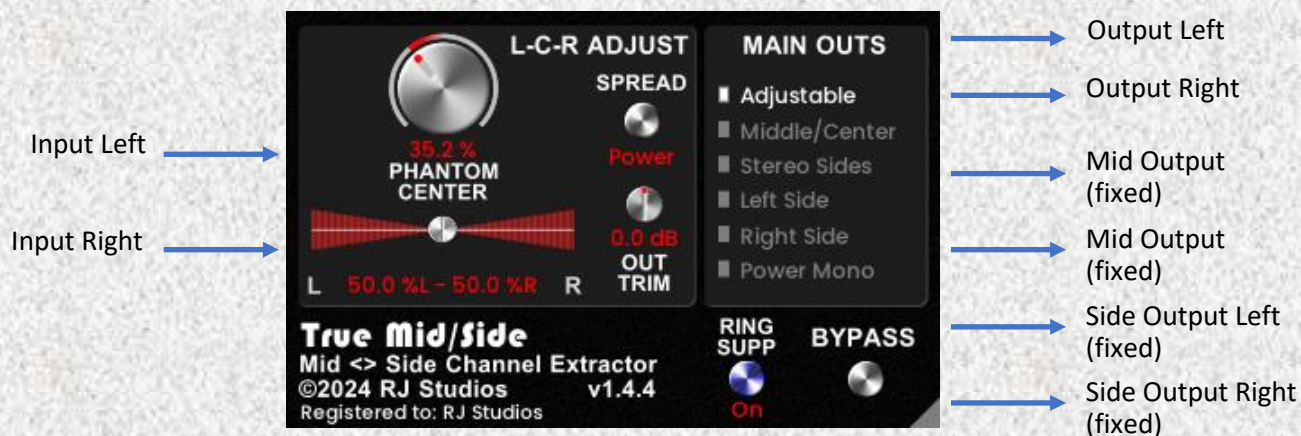 Input Left
Input Right
L-C-R ADJUST
35.2 %
PHANTOM
CENTER
SPREAD
Power
0.0 dB
OUT
TRIM
L 50.0 %L - 50.0 %R R
MAIN OUTS
Adjustable
Middle/Center
Stereo Sides
Left Side
Right Side
Power Mono
True Mid/Side
Mid <> Side Channel Extractor
©2024 RJ Studios v1.4.4
Registered to: RJ Studios
RING
SUPP
On
BYPASS
Output Left
Output Right
Mid Output
(fixed)
Mid Output
(fixed)
Side Output Left
(fixed)
Side Output Right
(fixed)